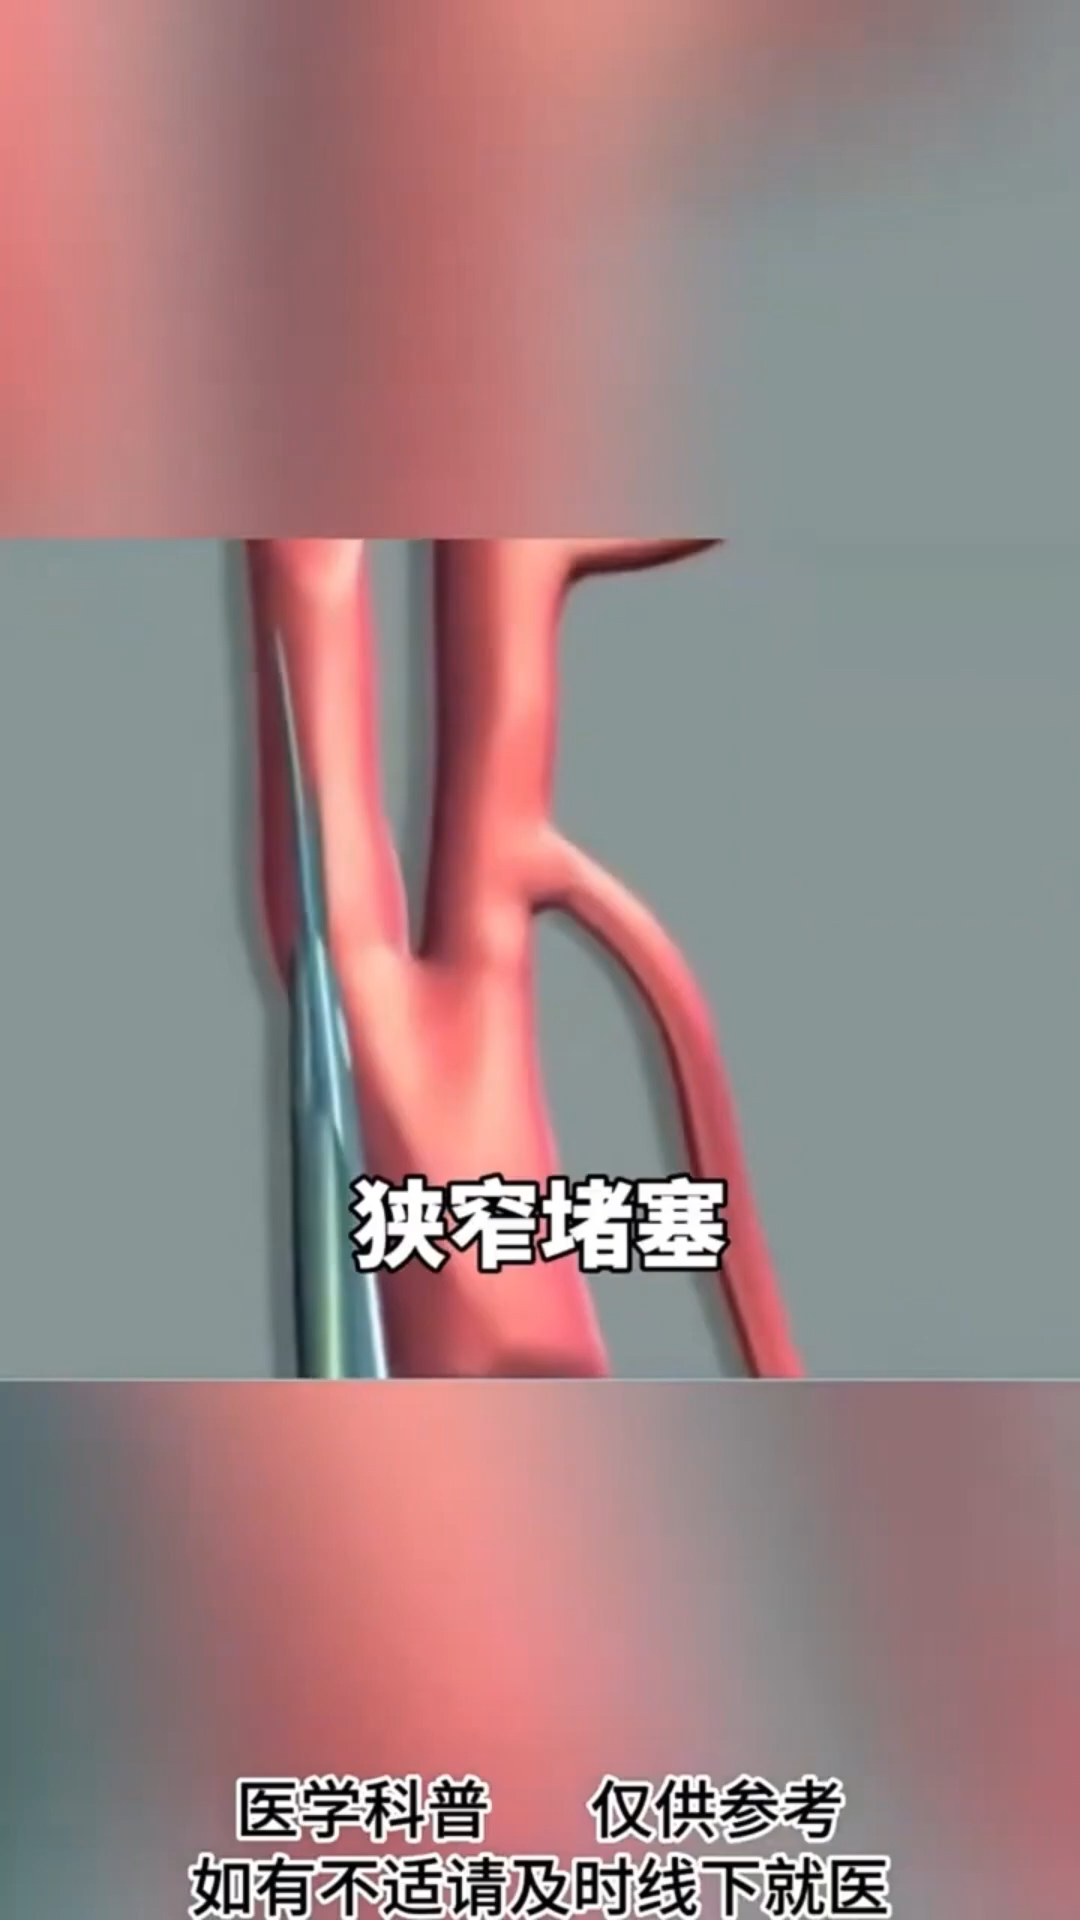 狭窄堵塞
医学科普 仅供参考
如有不适请及时线下就医